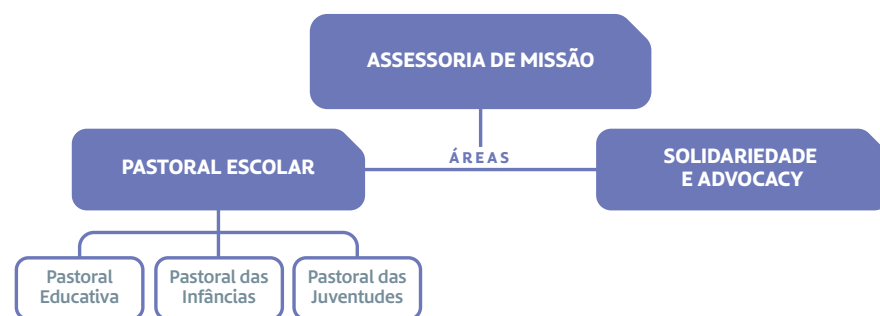 ASSESSORIA DE MISSÃO
ÁREAS
PASTORAL ESCOLAR
SOLIDARIEDADE
E ADVOCACY
Pastoral
Educativa
Pastoral das
Infâncias
Pastoral das
Juventudes